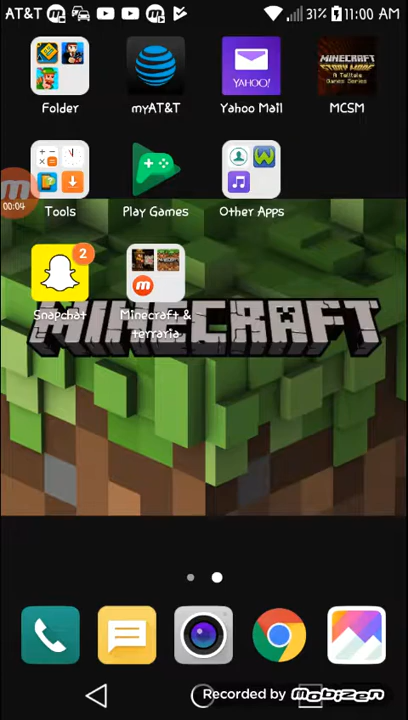 AT&T 31% 11:00 AM
Folder myAT&T Yahoo Mail MCSM
YAHOO!
MINECRAFT
STORY MODE
A Telltale
Games Series
00:04
Tools Play Games Other Apps
2
Snapchat Minecraft &
terraria
MINECRAFT
Recorded by Mobizen